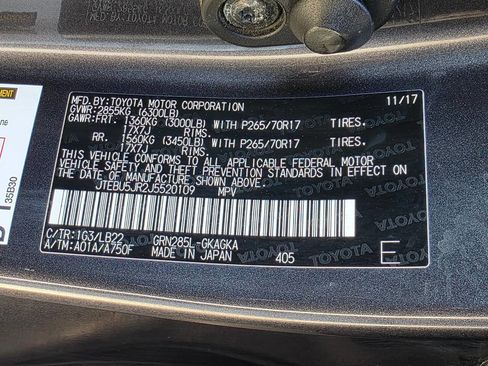 MFD. BY: TOYOTA MOTOR CORPORATION 11/17
GVWR: 2855KG (6300LB)
GAWR: FRT. 1360KG (3000LB) WITH P265/70R17 TIRES.
17X7J RIMS.
RR. 1560KG (3450LB) WITH P265/70R17 TIRES.
17X7J RIMS.
THIS VEHICLE CONFORMS TO ALL APPLICABLE FEDERAL MOTOR
VEHICLE SAFETY AND THEFT PREVENTION STANDARDS IN EFFECT ON
THE DATE OF MANUFACTURE SHOWN ABOVE.
JTEBU5JR2J5520109 MPV
C/TR: 1G3/LB22 GRN285L-GKAGKA
A/TM: A01A/A750F MADE IN JAPAN 405 E
35B30